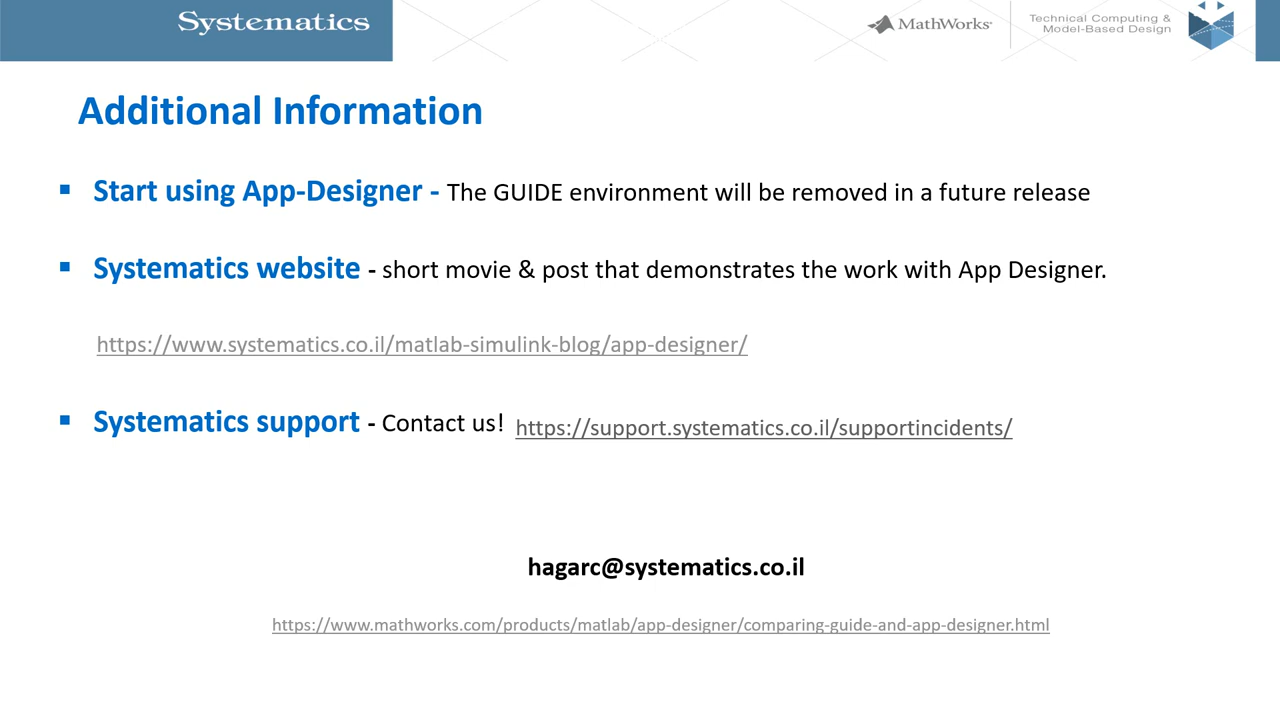 Systematics
MathWorks
Technical Computing &
Model-Based Design
Additional Information
▪ Start using App-Designer - The GUIDE environment will be removed in a future release
▪ Systematics website - short movie & post that demonstrates the work with App Designer.
https://www.systematics.co.il/matlab-simulink-blog/app-designer/
▪ Systematics support - Contact us! https://support.systematics.co.il/supportincidents/
hagarc@systematics.co.il
https://www.mathworks.com/products/matlab/app-designer/comparing-guide-and-app-designer.html